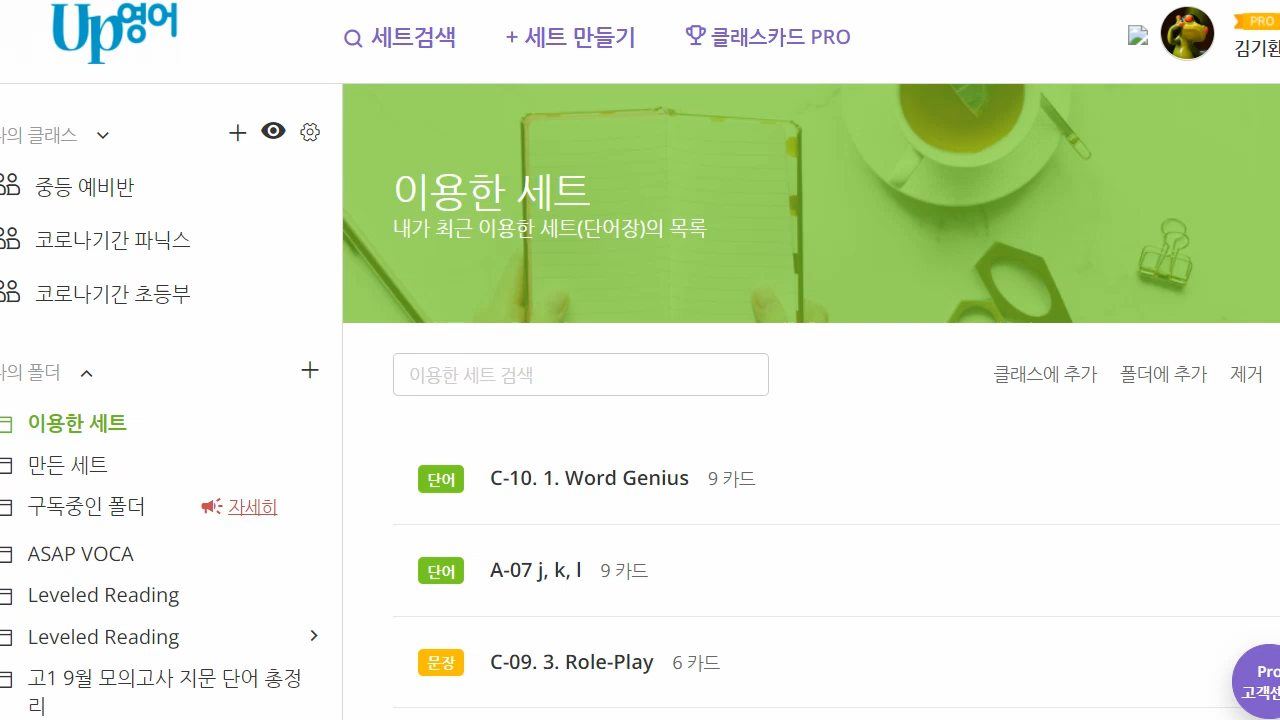 Up영어
세트검색
+ 세트 만들기
클래스카드 PRO
PRO
김기환
나의 클래스
중등 예비반
코로나기간 파닉스
코로나기간 초등부
나의 폴더
이용한 세트
만든 세트
구독중인 폴더 자세히
ASAP VOCA
Leveled Reading
Leveled Reading
고1 9월 모의고사 지문 단어 총정
리
이용한 세트
내가 최근 이용한 세트(단어장)의 목록
이용한 세트 검색
클래스에 추가 폴더에 추가 제거
단어 C-10. 1. Word Genius 9 카드
단어 A-07 j, k, l 9 카드
문장 C-09. 3. Role-Play 6 카드
Pro
고객센